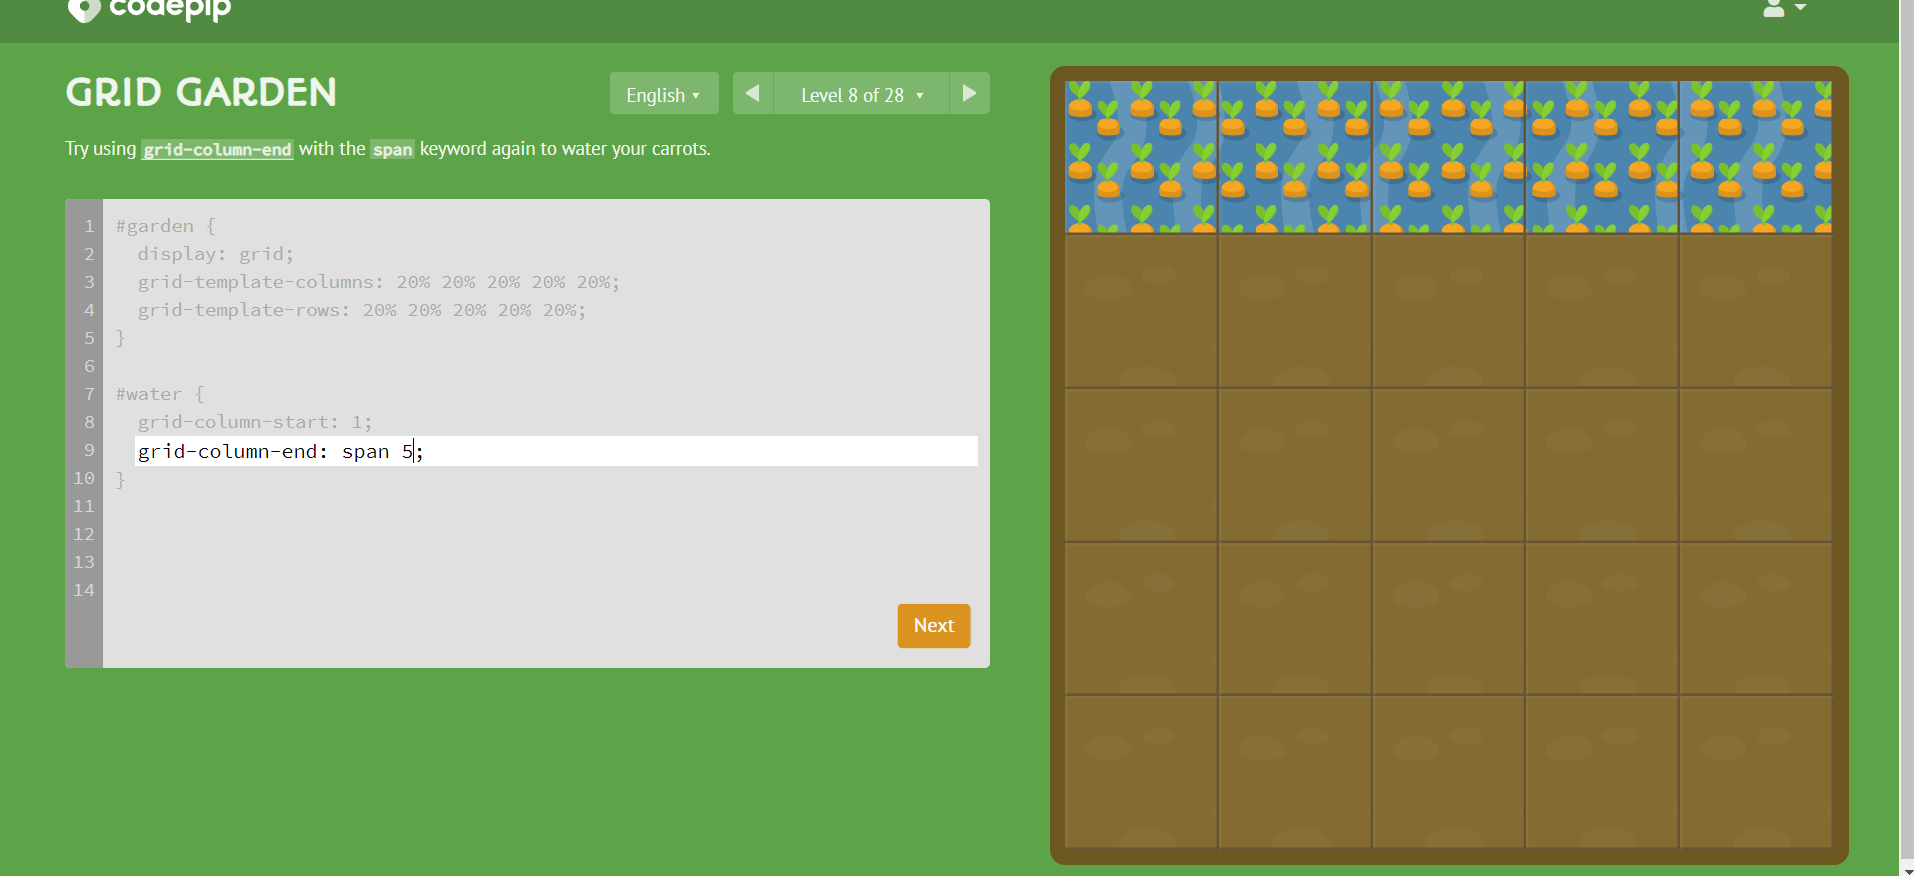 codepip
GRID GARDEN
English ▾
Level 8 of 28 ▾
Try using grid-column-end with the span keyword again to water your carrots.
1 #garden {
2 display: grid;
3 grid-template-columns: 20% 20% 20% 20% 20%;
4 grid-template-rows: 20% 20% 20% 20% 20%;
5 }
6
7 #water {
8 grid-column-start: 1;
9 grid-column-end: span 5;
10 }
11
12
13
14
Next